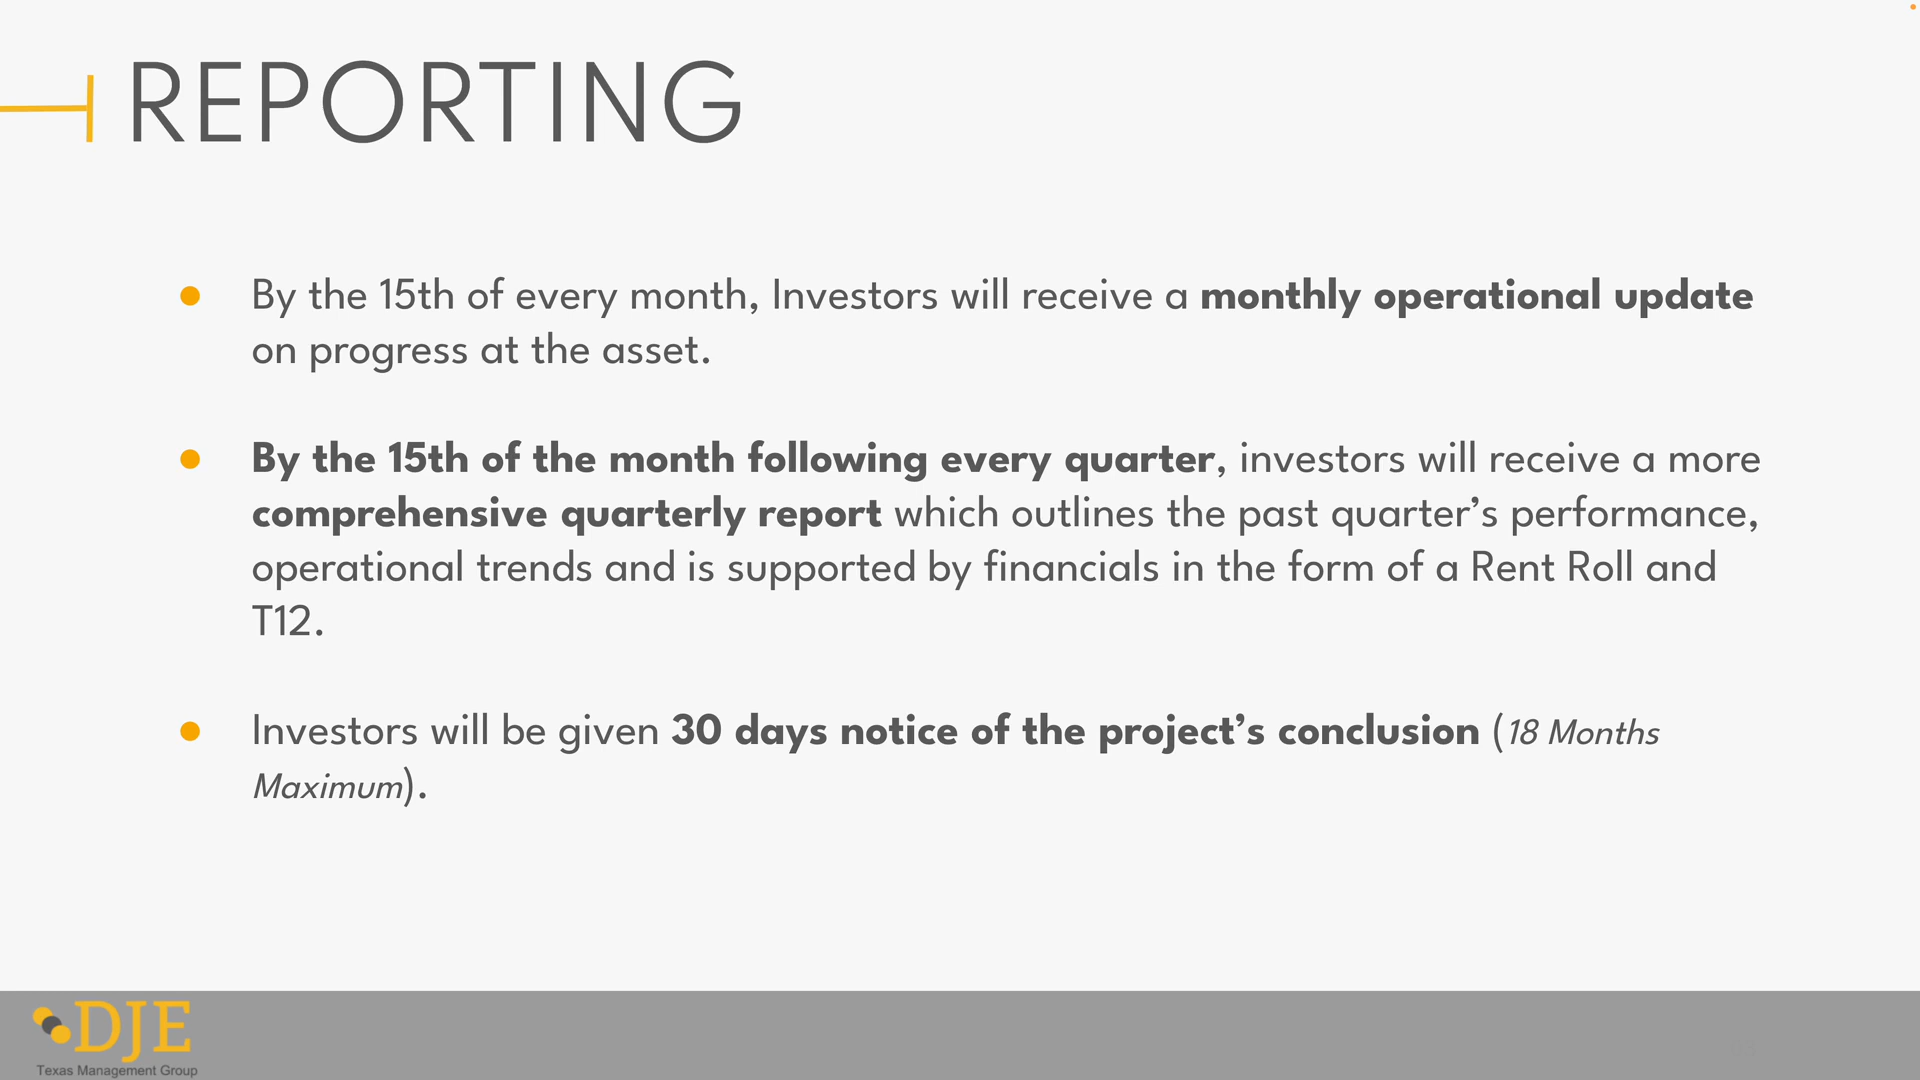 REPORTING
● By the 15th of every month, Investors will receive a monthly operational update
on progress at the asset.
● By the 15th of the month following every quarter, investors will receive a more
comprehensive quarterly report which outlines the past quarter’s performance,
operational trends and is supported by financials in the form of a Rent Roll and
T12.
● Investors will be given 30 days notice of the project’s conclusion (18 Months
Maximum).
DJE
Texas Management Group